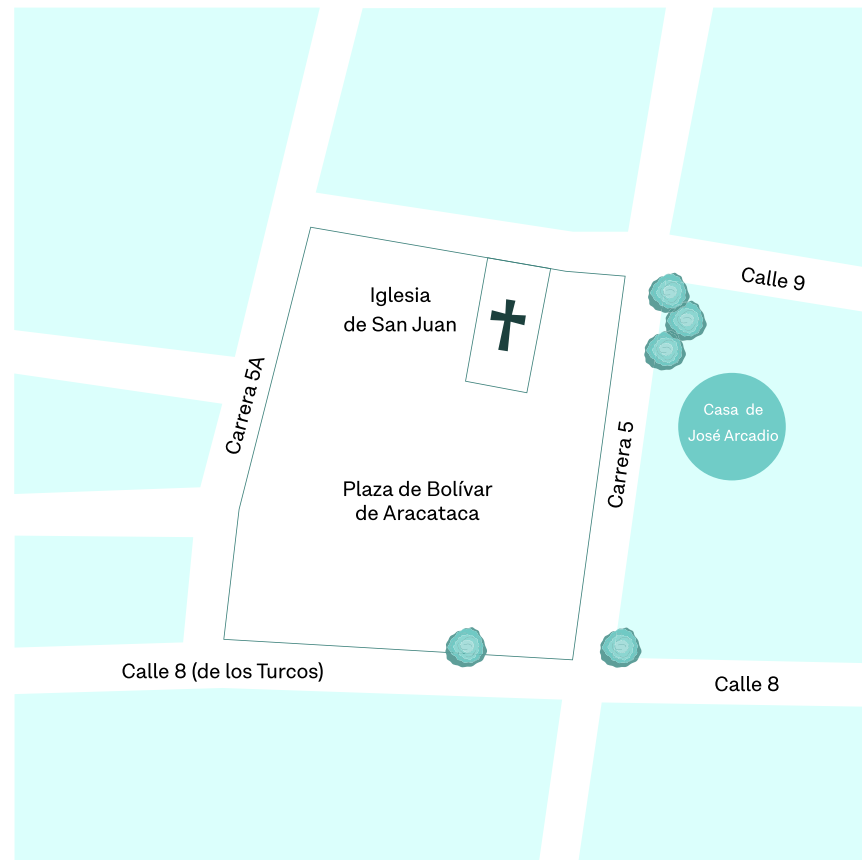 Calle 9
Iglesia
de San Juan
Carrera 5A
Casa de
José Arcadio
Carrera 5
Plaza de Bolívar
de Aracataca
Calle 8 (de los Turcos)
Calle 8